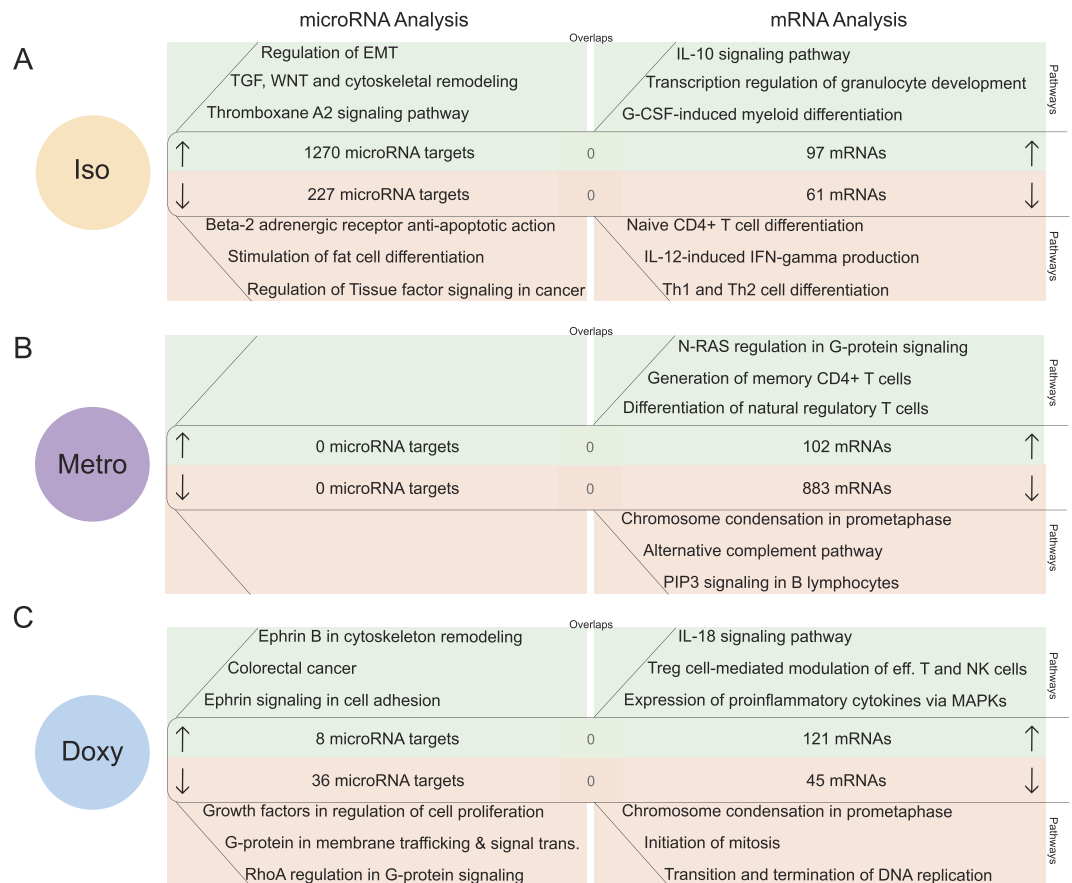 microRNA Analysis
mRNA Analysis
A
Overlaps
Regulation of EMT
TGF, WNT and cytoskeletal remodeling
Thromboxane A2 signaling pathway
IL-10 signaling pathway
Transcription regulation of granulocyte development
G-CSF-induced myeloid differentiation
Pathways
Iso
↑ 1270 microRNA targets 0 97 mRNAs ↑
↓ 227 microRNA targets 0 61 mRNAs ↓
Beta-2 adrenergic receptor anti-apoptotic action
Stimulation of fat cell differentiation
Regulation of Tissue factor signaling in cancer
Naive CD4+ T cell differentiation
IL-12-induced IFN-gamma production
Th1 and Th2 cell differentiation
Pathways
B
Overlaps
N-RAS regulation in G-protein signaling
Generation of memory CD4+ T cells
Differentiation of natural regulatory T cells
Pathways
Metro
↑ 0 microRNA targets 0 102 mRNAs ↑
↓ 0 microRNA targets 0 883 mRNAs ↓
Chromosome condensation in prometaphase
Alternative complement pathway
PIP3 signaling in B lymphocytes
Pathways
C
Overlaps
Ephrin B in cytoskeleton remodeling
Colorectal cancer
Ephrin signaling in cell adhesion
IL-18 signaling pathway
Treg cell-mediated modulation of eff. T and NK cells
Expression of proinflammatory cytokines via MAPKs
Pathways
Doxy
↑ 8 microRNA targets 0 121 mRNAs ↑
↓ 36 microRNA targets 0 45 mRNAs ↓
Growth factors in regulation of cell proliferation
G-protein in membrane trafficking & signal trans.
RhoA regulation in G-protein signaling
Chromosome condensation in prometaphase
Initiation of mitosis
Transition and termination of DNA replication
Pathways